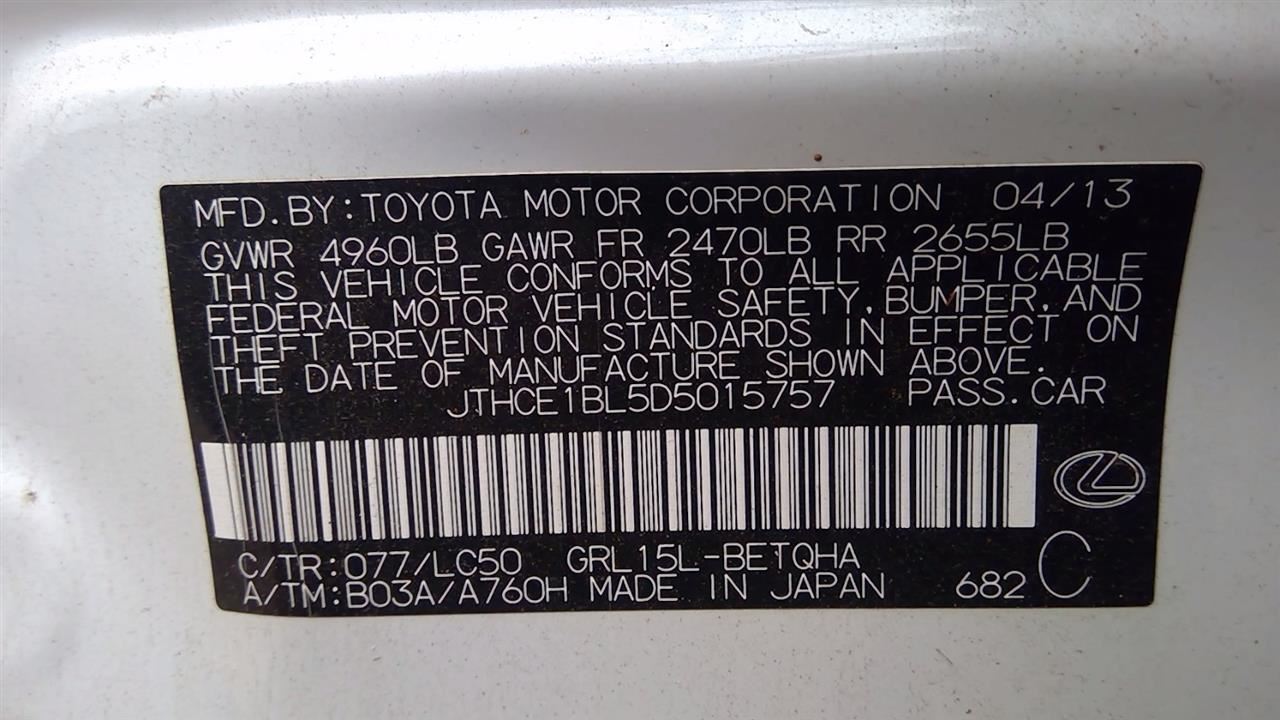 MFD.BY:TOYOTA MOTOR CORPORATION 04/13
GVWR 4960LB GAWR FR 2470LB RR 2655LB
THIS VEHICLE CONFORMS TO ALL APPLICABLE
FEDERAL MOTOR VEHICLE SAFETY, BUMPER, AND
THEFT PREVENTION STANDARDS IN EFFECT ON
THE DATE OF MANUFACTURE SHOWN ABOVE.
JTHCE1BL5D5015757 PASS.CAR
C/TR:077/LC50 GRL15L-BETQHA
A/TM:B03A/A760H MADE IN JAPAN 682 C